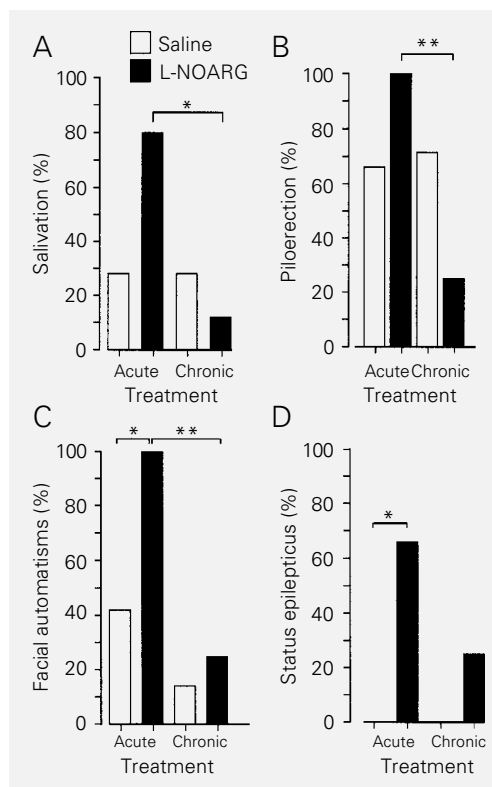 A
Saline
L-NOARG
Salivation (%)
100
80
60
40
20
0
*
Acute Chronic
Treatment
B
Piloerection (%)
100
80
60
40
20
0
**
Acute Chronic
Treatment
C
Facial automatisms (%)
100
80
60
40
20
0
* **
Acute Chronic
Treatment
D
Status epilepticus (%)
100
80
60
40
20
0
*
Acute Chronic
Treatment